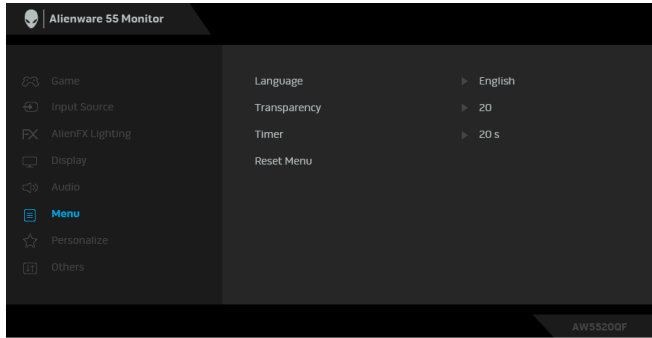 Alienware 55 Monitor
Game
Input Source
FX AlienFX Lighting
Display
Audio
Menu
Personalize
Others
Language English
Transparency 20
Timer 20 s
Reset Menu
AW5520QF